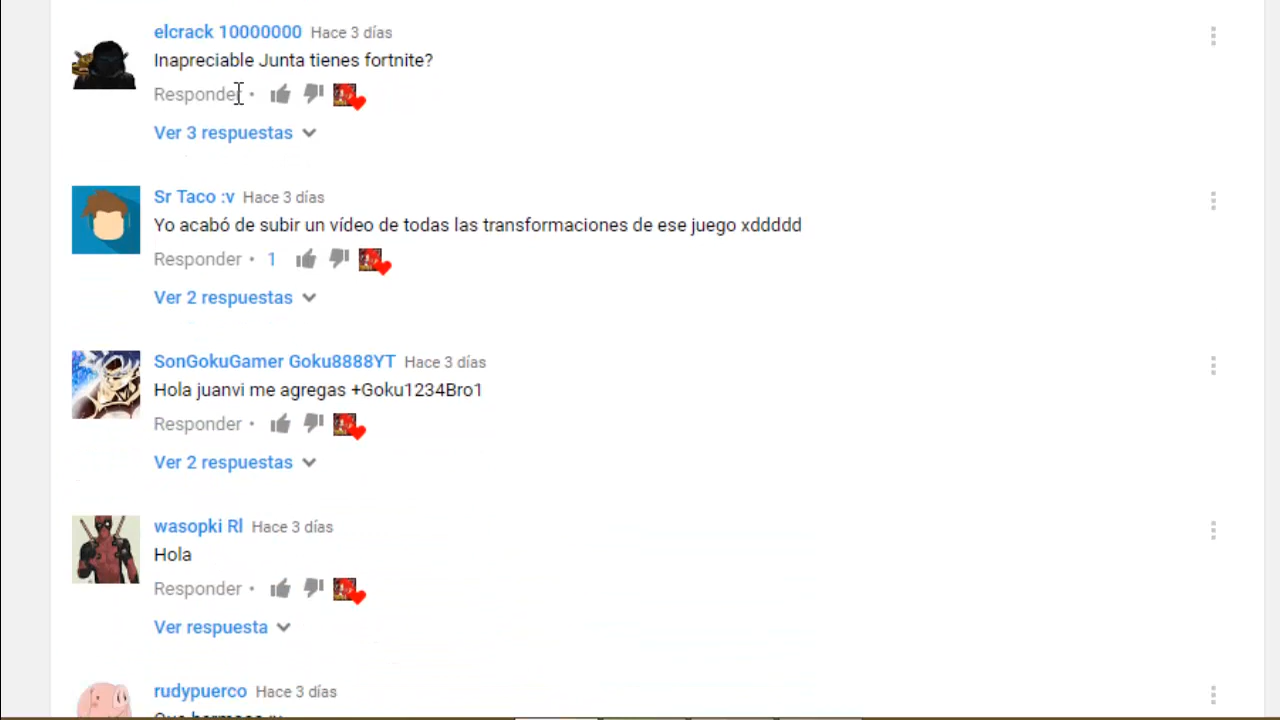 elcrack 10000000 Hace 3 días
Inapreciable Junta tienes fortnite?
Responder •
Ver 3 respuestas
Sr Taco :v Hace 3 días
Yo acabó de subir un vídeo de todas las transformaciones de ese juego xddddd
Responder • 1
Ver 2 respuestas
SonGokuGamer Goku8888YT Hace 3 días
Hola juanvi me agregas +Goku1234Bro1
Responder •
Ver 2 respuestas
wasopki Rl Hace 3 días
Hola
Responder •
Ver respuesta
rudypuerco Hace 3 días